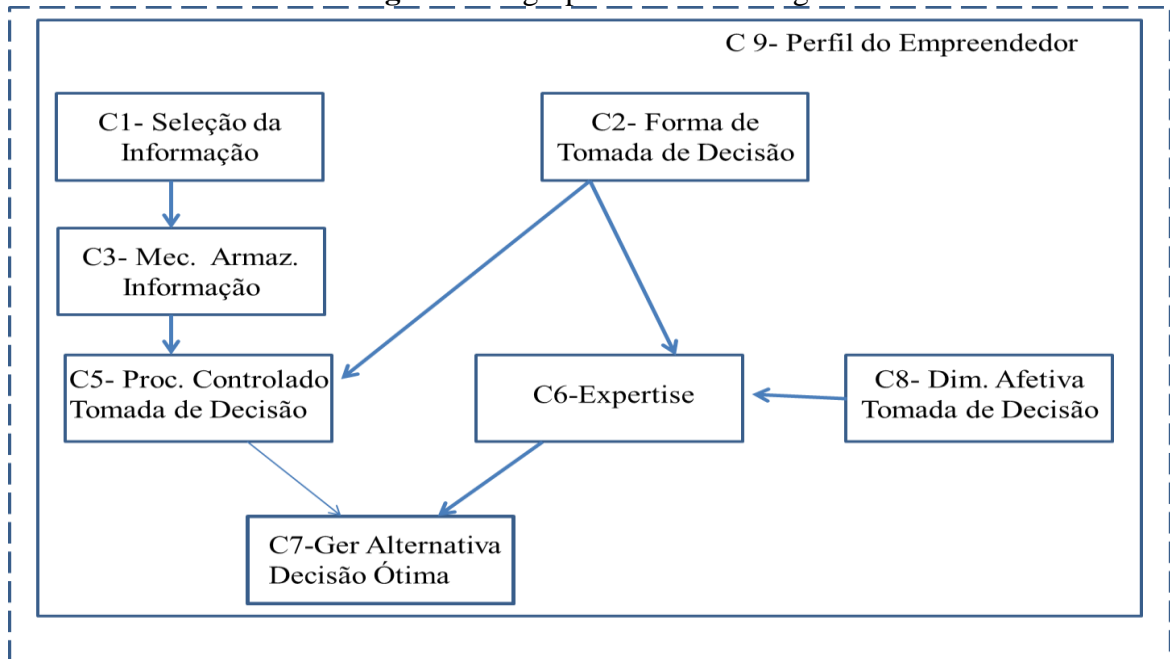 C 9- Perfil do Empreendedor
C1- Seleção da
Informação
C2- Forma de
Tomada de Decisão
C3- Mec. Armaz.
Informação
C5- Proc. Controlado
Tomada de Decisão
C6-Expertise
C8- Dim. Afetiva
Tomada de Decisão
C7-Ger Alternativa
Decisão Ótima